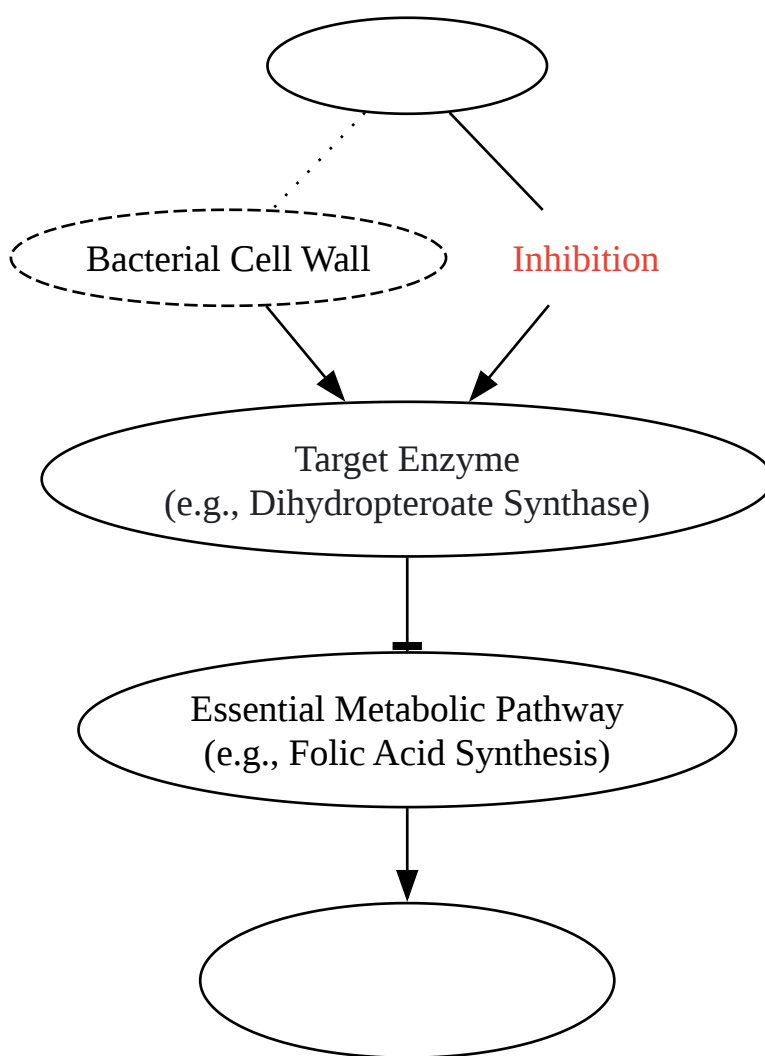 Bacterial Cell Wall
Inhibition
Target Enzyme
(e.g., Dihydropteroate Synthase)
Essential Metabolic Pathway
(e.g., Folic Acid Synthesis)